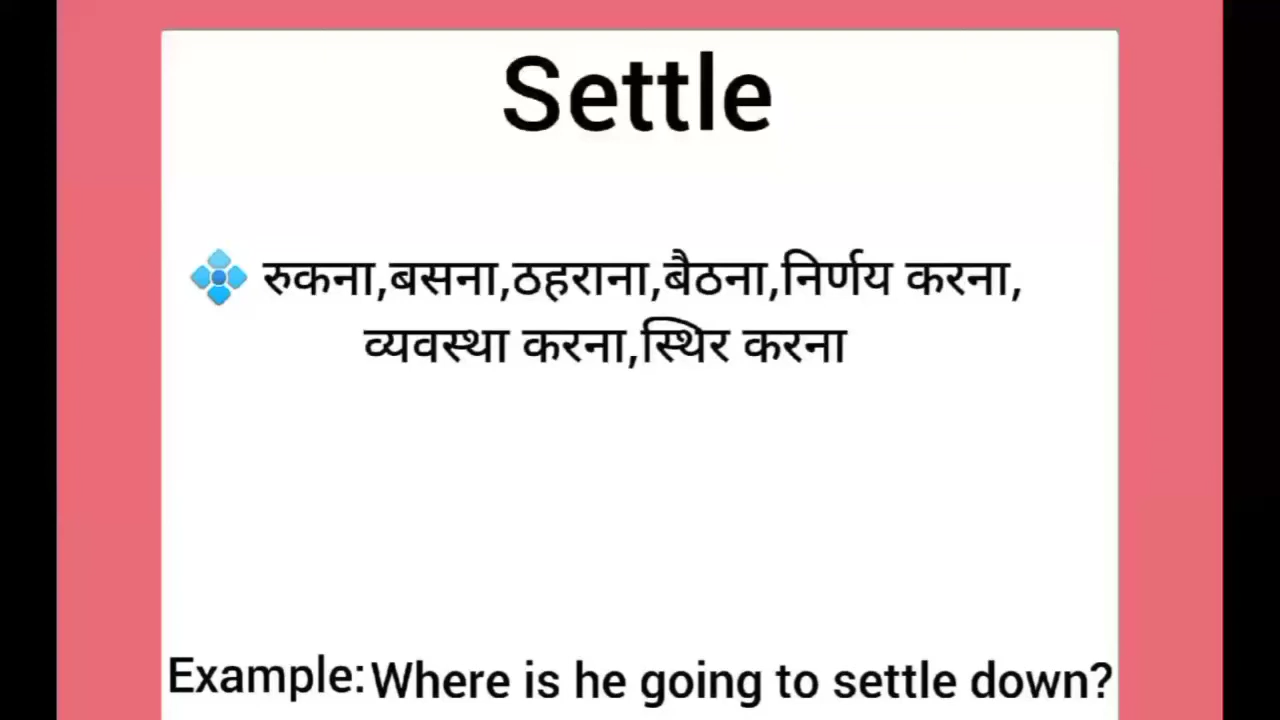 Settle
रुकना,बसना,ठहराना,बैठना,निर्णय करना,
व्यवस्था करना,स्थिर करना
Example:Where is he going to settle down?